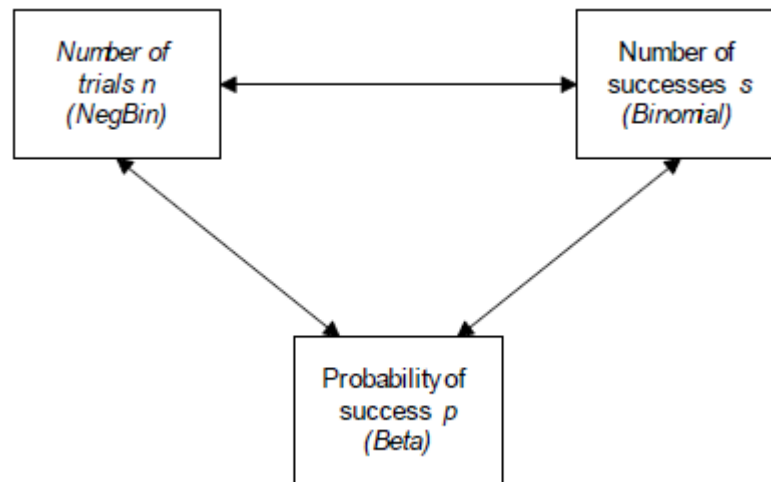 Number of
trials n
(NegBin)
Number of
successes s
(Binomial)
Probability of
success p
(Beta)